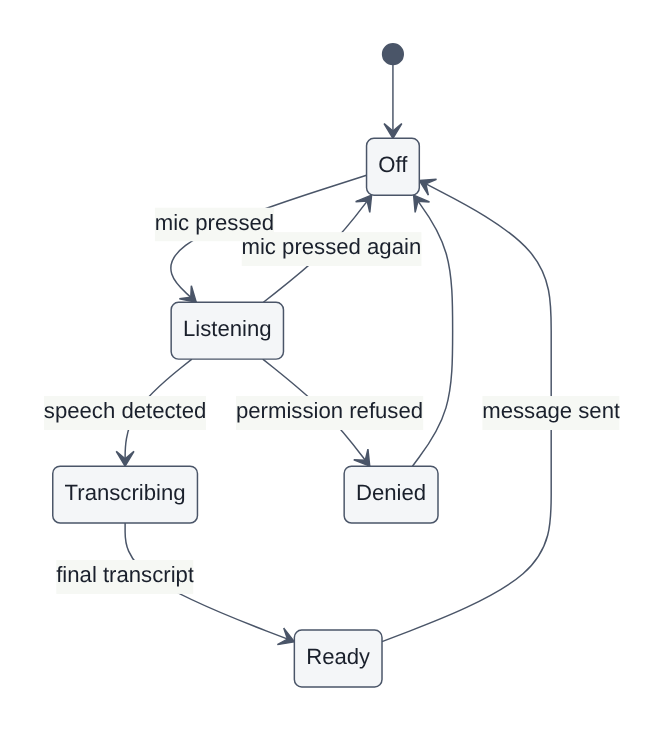 Off
mic pressed
mic pressed again
Listening
speech detected
permission refused
message sent
Transcribing
Denied
final transcript
Ready